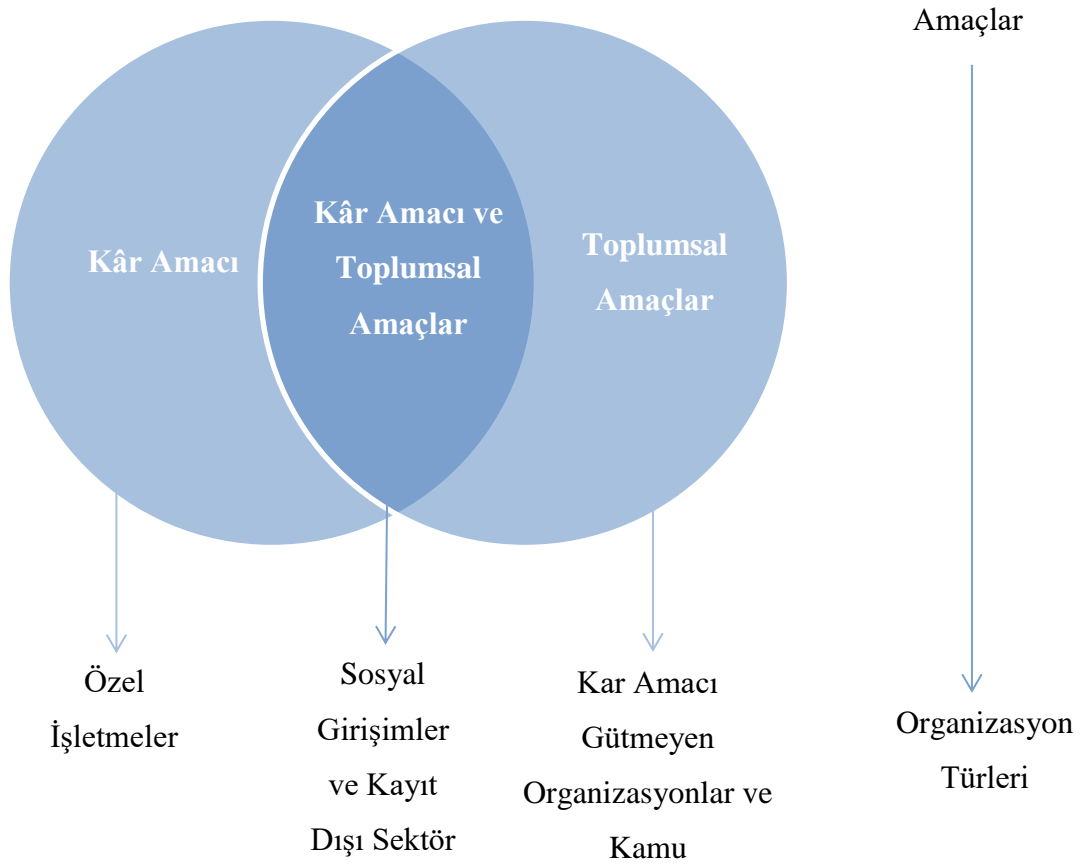 Amaçlar
Kâr Amacı
Kâr Amacı ve
Toplumsal
Amaçlar
Toplumsal
Amaçlar
Özel
İşletmeler
Sosyal
Girişimler
ve Kayıt
Dışı Sektör
Kar Amacı
Gütmeyen
Organizasyonlar ve
Kamu
Organizasyon
Türleri